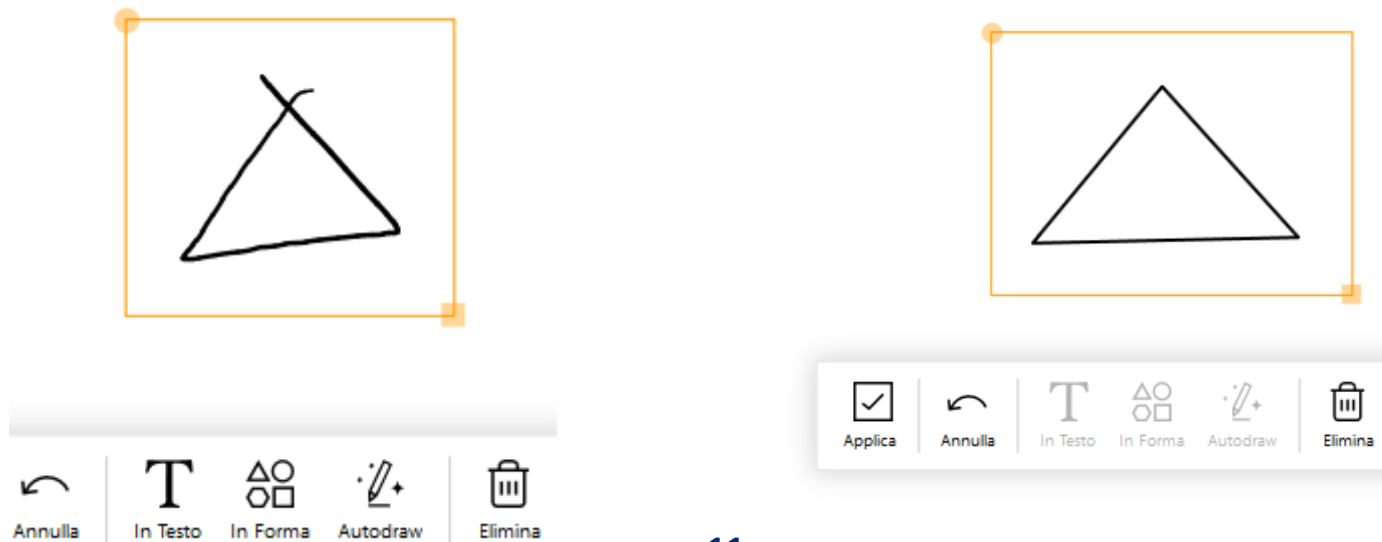 Applica Annulla In Testo In Forma Autodraw Elimina
Annulla In Testo In Forma Autodraw Elimina